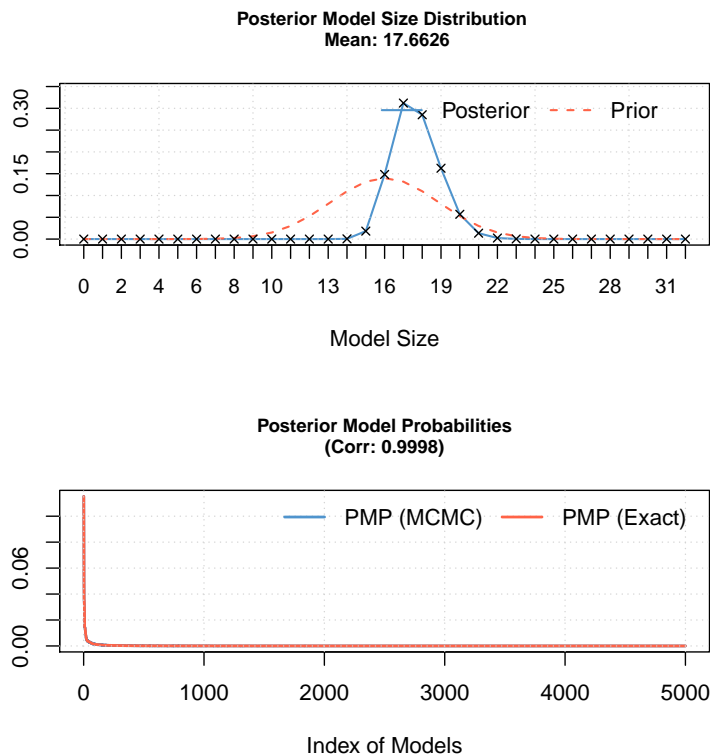 Posterior Model Size Distribution
Mean: 17.6626
0.30
0.15
0.00
Posterior Prior
0 2 4 6 8 10 13 16 19 22 25 28 31
Model Size
Posterior Model Probabilities
(Corr: 0.9998)
0.06
0.00
PMP (MCMC) PMP (Exact)
0 1000 2000 3000 4000 5000
Index of Models